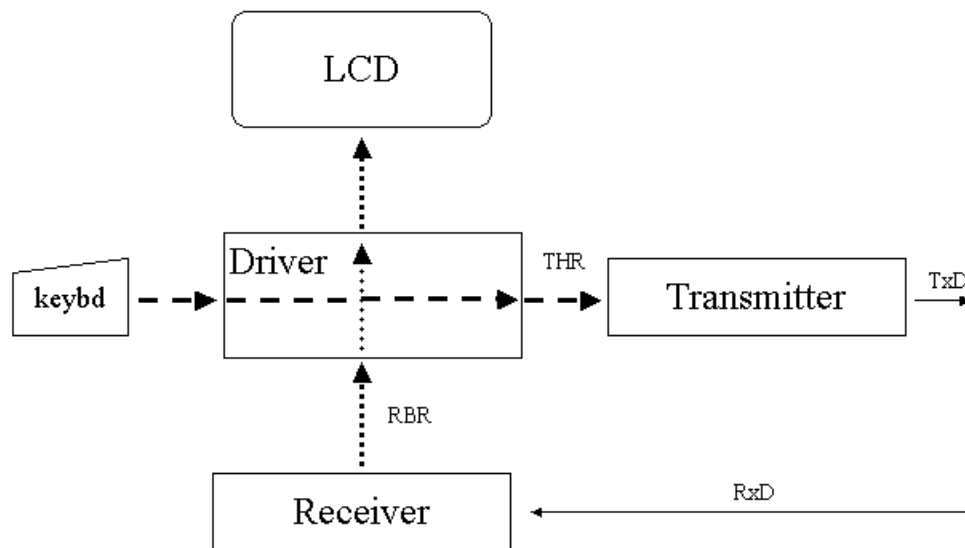 LCD
Driver
THR
TxD
keybd
Transmitter
RBR
RxD
Receiver